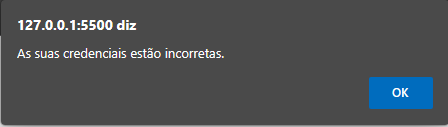 127.0.0.1:5500 diz
As suas credenciais estão incorretas.
OK